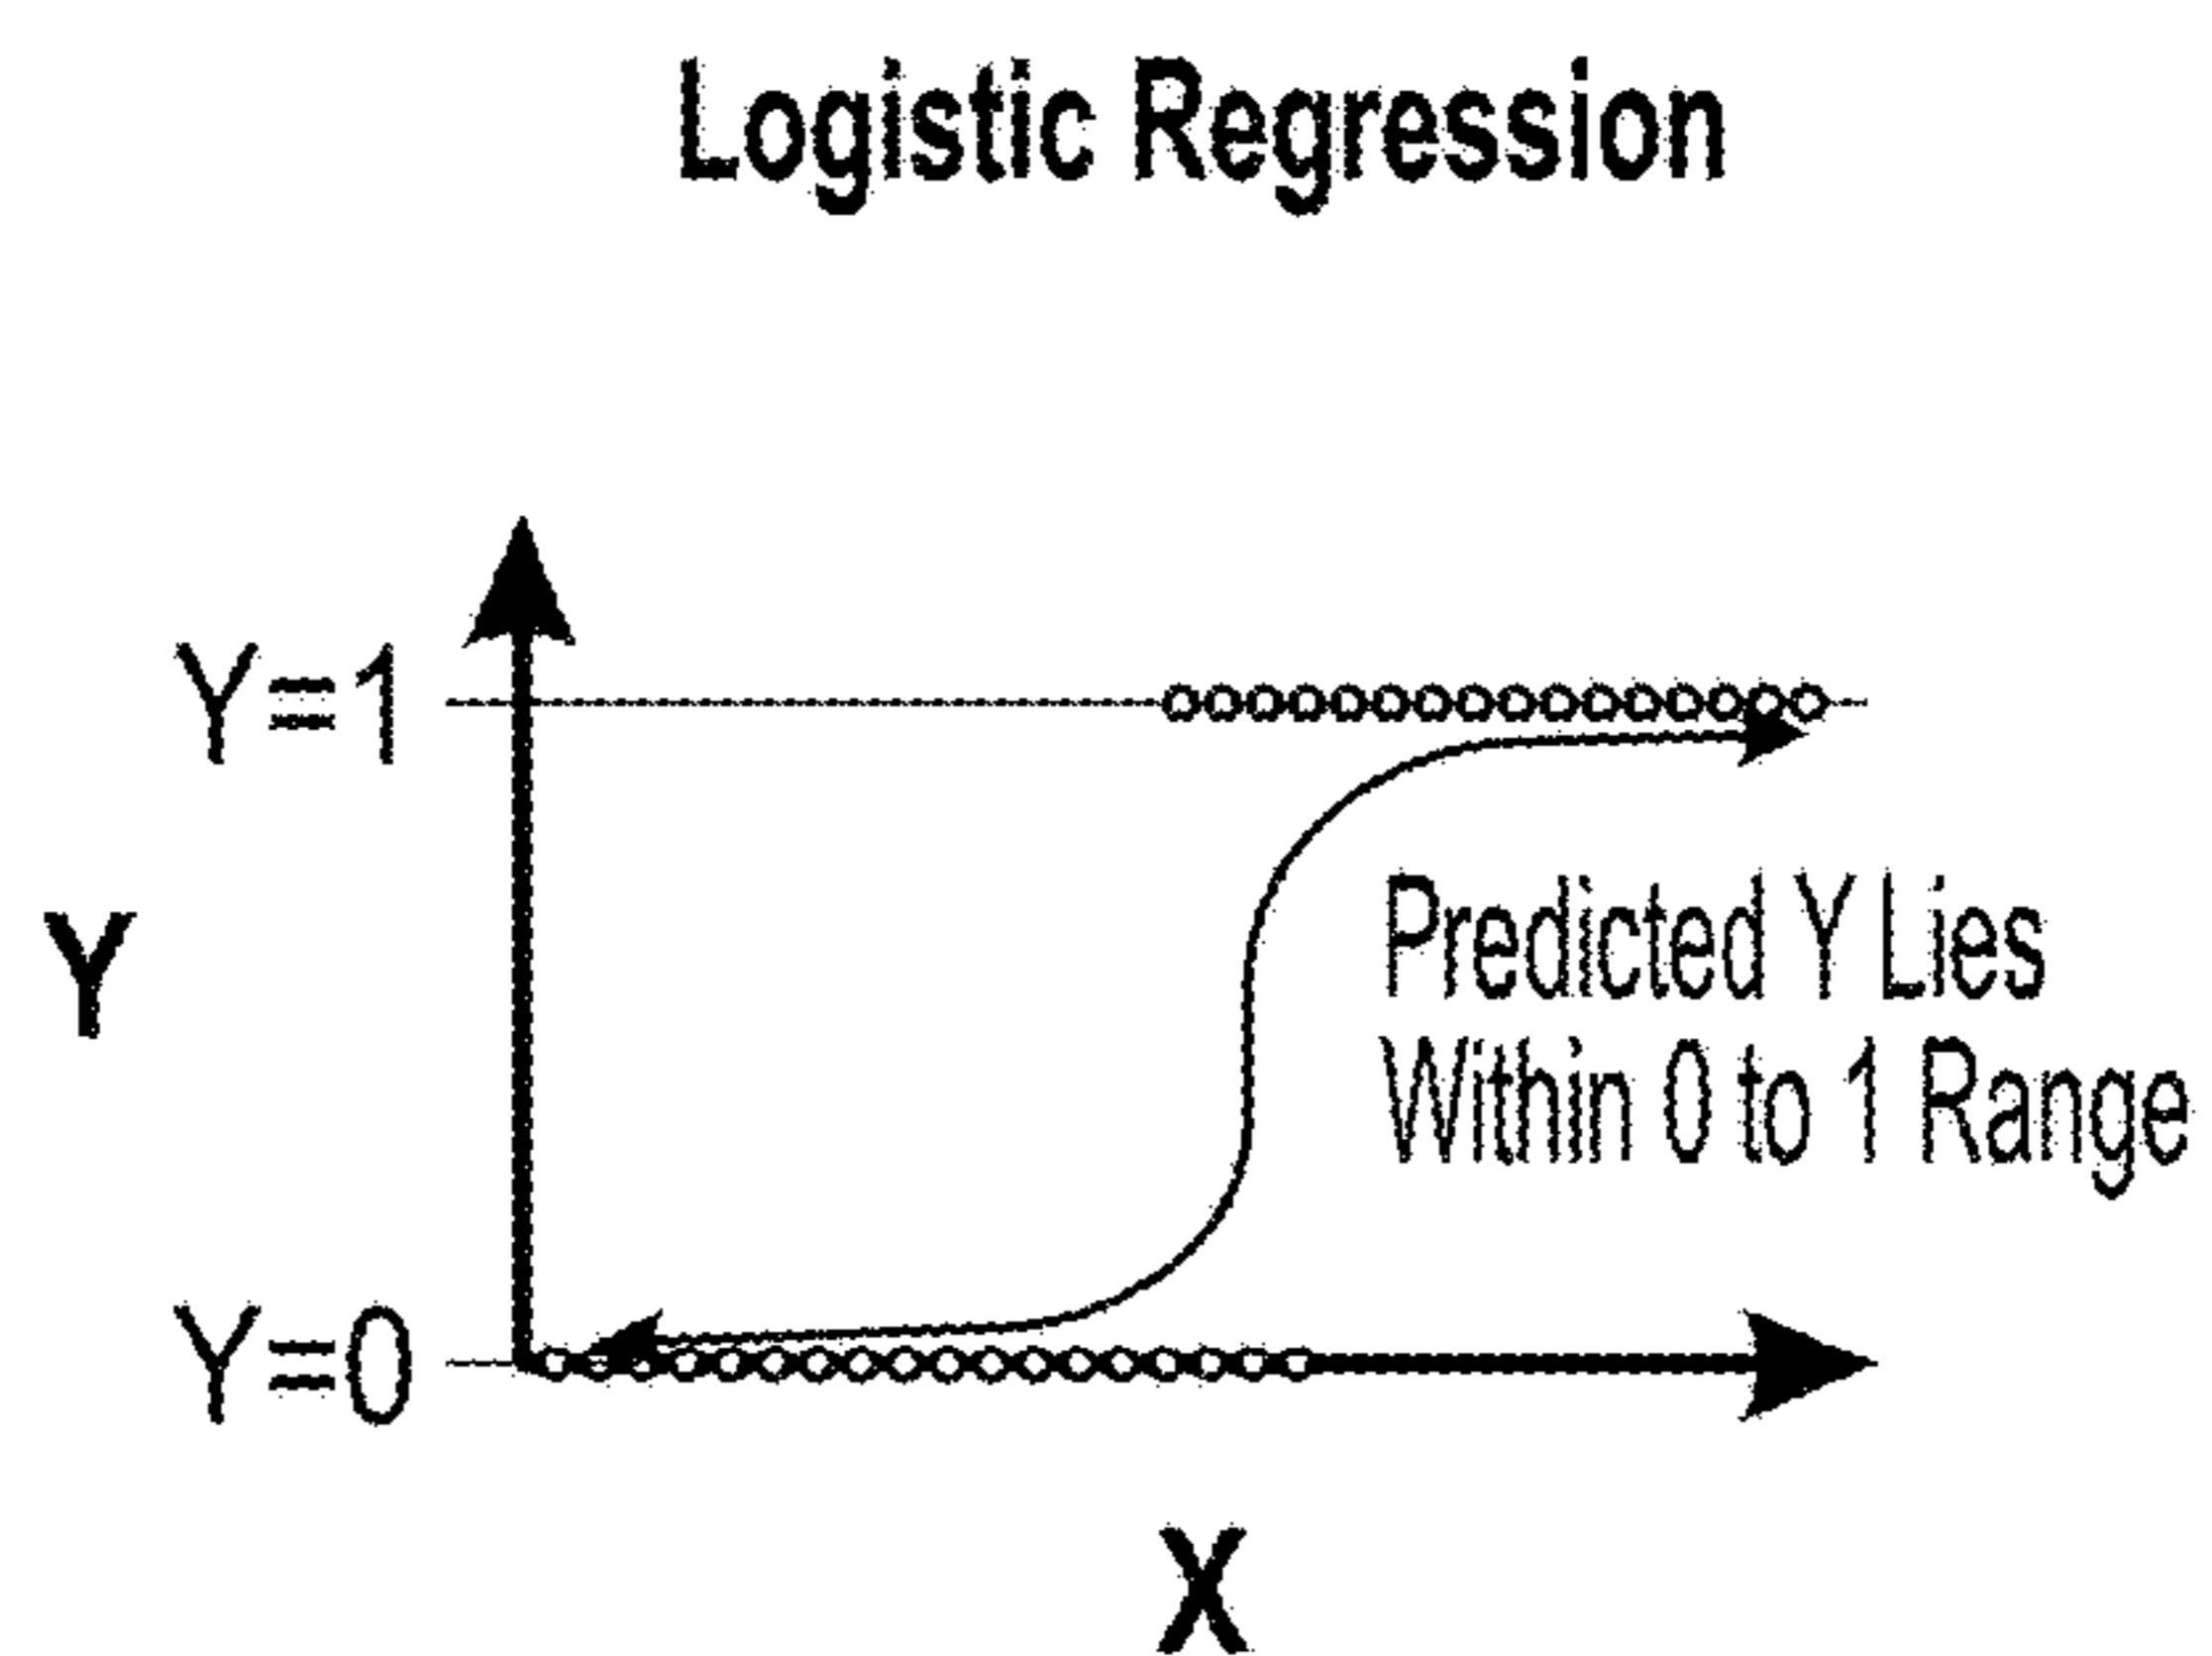 Logistic Regression
Y=1
Y
Predicted Y Lies
Within 0 to 1 Range
Y=0
X